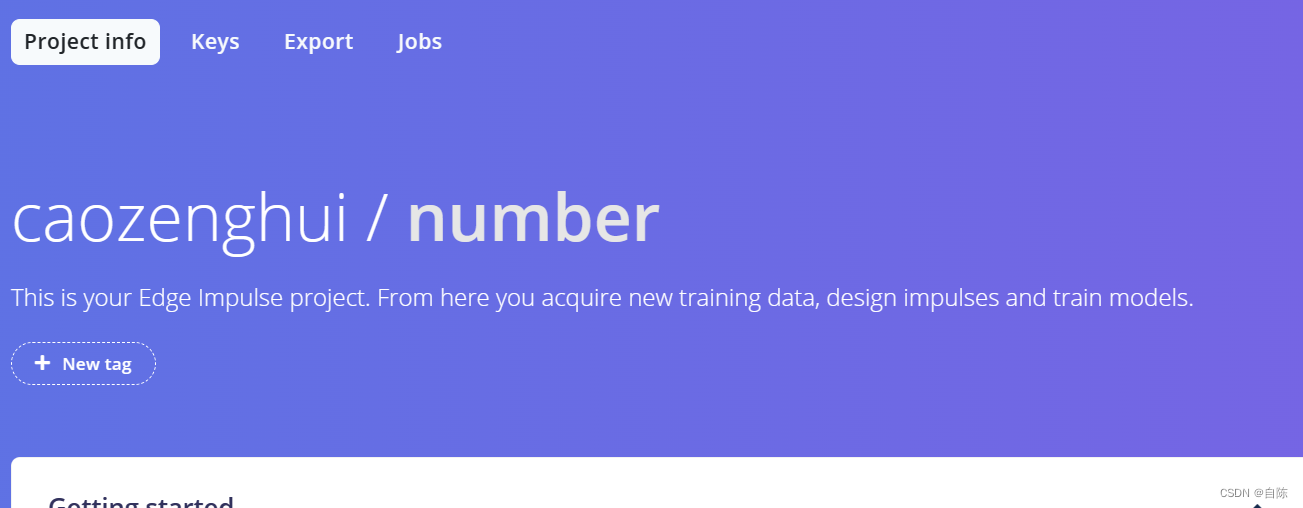 Project info Keys Export Jobs
caozenghui / number
This is your Edge Impulse project. From here you acquire new training data, design impulses and train models.
+ New tag
Getting started
CSDN @自陈